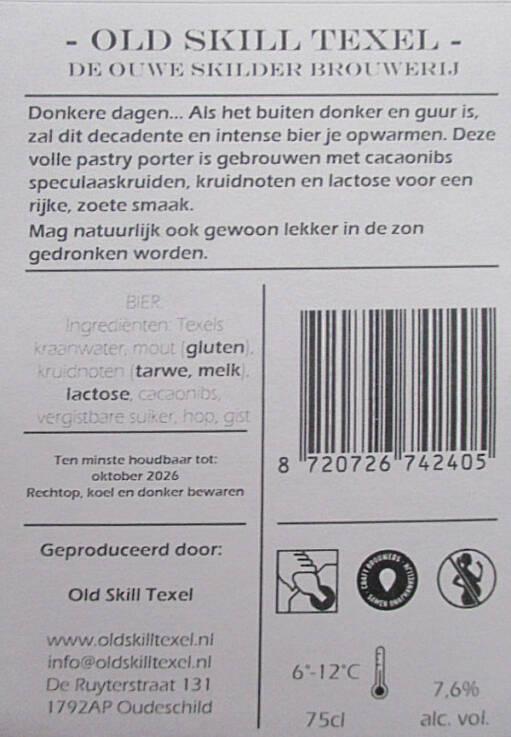 - OLD SKILL TEXEL -
DE OUWE SKILDER BROUWERIJ
Donkere dagen... Als het buiten donker en guur is,
zal dit decadente en intense bier je opwarmen. Deze
volle pastry porter is gebrouwen met cacaonibs
speculaaskruiden, kruidnoten en lactose voor een
rijke, zoete smaak.
Mag natuurlijk ook gewoon lekker in de zon
gedronken worden.
BIER
Ingrediënten: Texels
kraanwater, mout (gluten),
kruidnoten (tarwe, melk),
lactose, cacaonibs,
vergistbare suiker, hop, gist
Ten minste houdbaar tot:
oktober 2026
Rechtop, koel en donker bewaren
Geproduceerd door:
Old Skill Texel
www.oldskilltexel.nl
info@oldskilltexel.nl
De Ruyterstraat 131
1792AP Oudeschild
8 720726 742405
CRAFT BROUWERS
6°-12°C
75cl
7,6%
alc. vol.